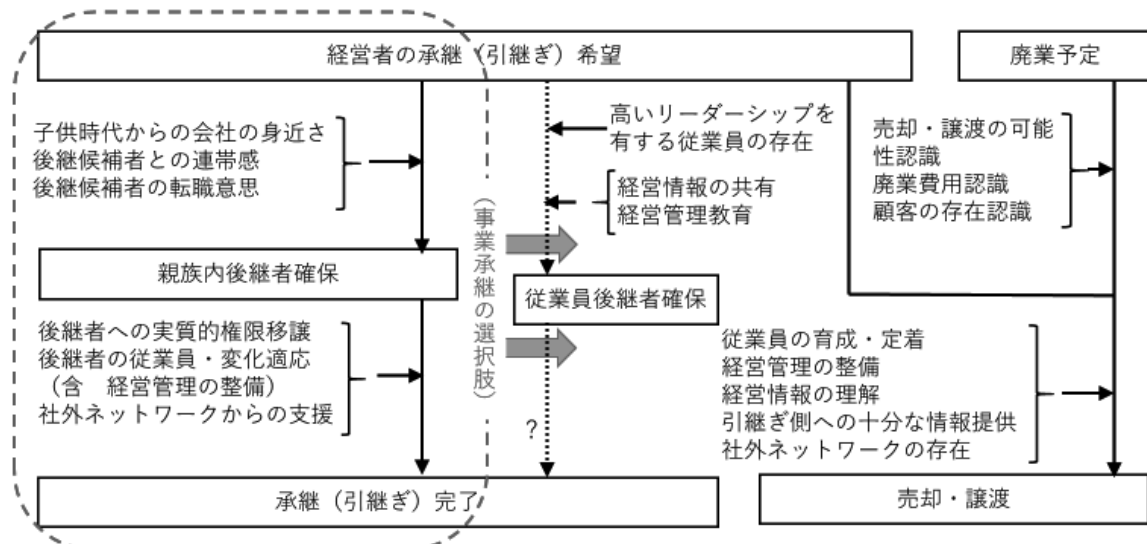 経営者の承継（引継ぎ）希望
廃業予定
子供時代からの会社の身近さ
後継候補者との連帯感
後継候補者の転職意思
高いリーダーシップを
有する従業員の存在
経営情報の共有
経営管理教育
売却・譲渡の可能
性認識
廃業費用認識
顧客の存在認識
（事業承継の選択肢）
親族内後継者確保
従業員後継者確保
後継者への実質的権限移譲
後継者の従業員・変化適応
（含　経営管理の整備）
社外ネットワークからの支援
?
従業員の育成・定着
経営管理の整備
経営情報の理解
引継ぎ側への十分な情報提供
社外ネットワークの存在
承継（引継ぎ）完了
売却・譲渡